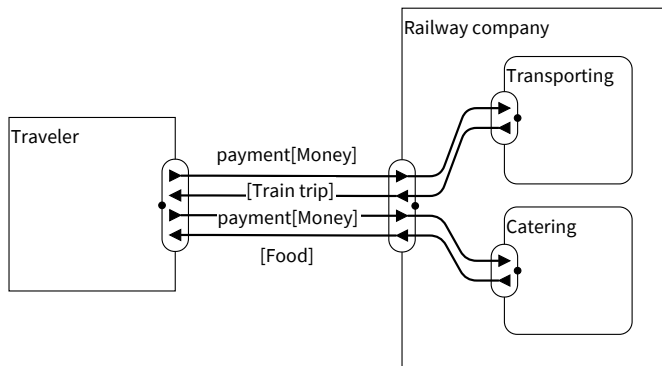 Railway company
Transporting
Traveler
payment[Money]
[Train trip]
payment[Money]
[Food]
Catering